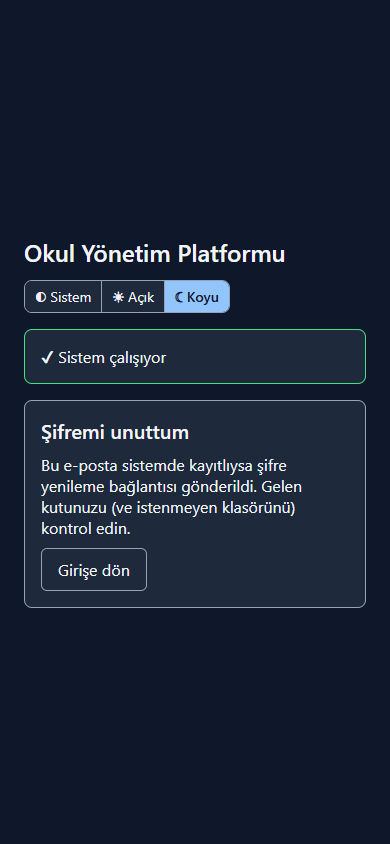 Okul Yönetim Platformu
◐ Sistem ☀ Açık ☾ Koyu
✔ Sistem çalışıyor
Şifremi unuttum
Bu e-posta sistemde kayıtlıysa şifre
yenileme bağlantısı gönderildi. Gelen
kutunuzu (ve istenmeyen klasörünü)
kontrol edin.
Girişe dön